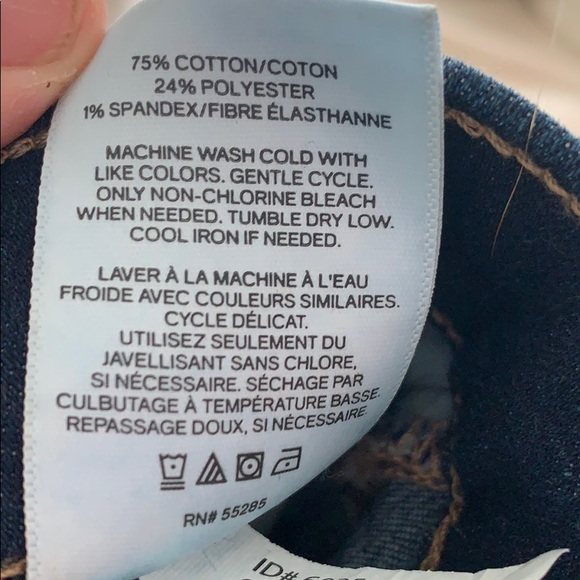 75% COTTON/COTON
24% POLYESTER
1% SPANDEX/FIBRE ÉLASTHANNE
MACHINE WASH COLD WITH
LIKE COLORS. GENTLE CYCLE.
ONLY NON-CHLORINE BLEACH
WHEN NEEDED. TUMBLE DRY LOW.
COOL IRON IF NEEDED.
LAVER À LA MACHINE À L'EAU
FROIDE AVEC COULEURS SIMILAIRES.
CYCLE DÉLICAT.
UTILISEZ SEULEMENT DU
JAVELLISANT SANS CHLORE,
SI NÉCESSAIRE. SÉCHAGE PAR
CULBUTAGE À TEMPÉRATURE BASSE.
REPASSAGE DOUX, SI NÉCESSAIRE.
RN# 55285
ID#